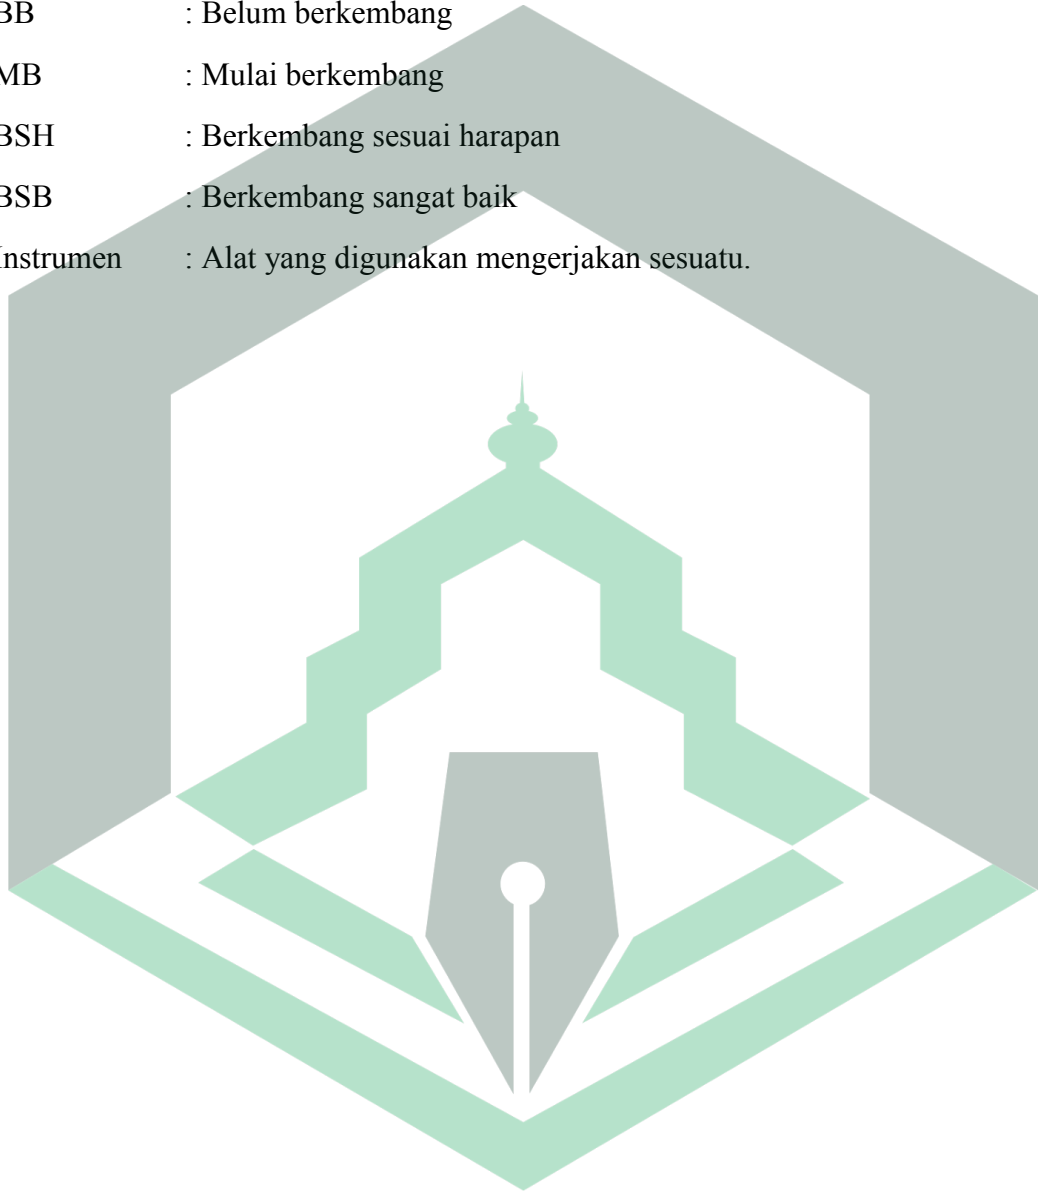 BB : Belum berkembang
MB : Mulai berkembang
BSH : Berkembang sesuai harapan
BSB : Berkembang sangat baik
Instrumen : Alat yang digunakan mengerjakan sesuatu.